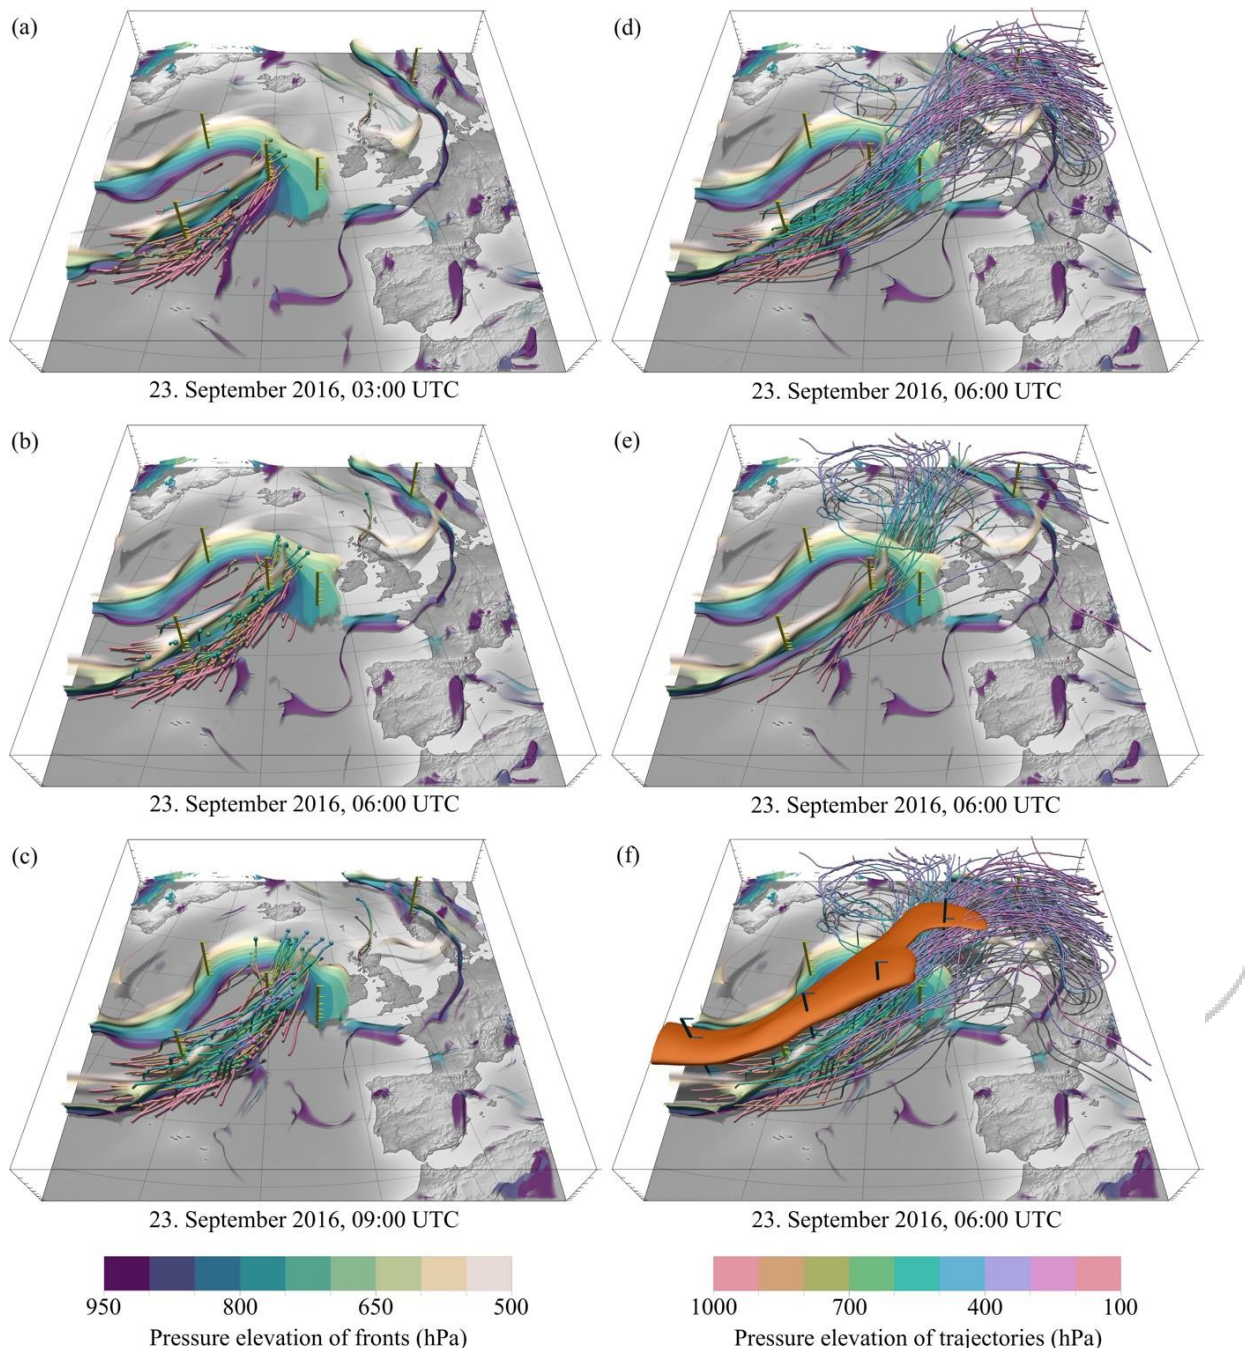 (a)
(d)
23. September 2016, 03:00 UTC
23. September 2016, 06:00 UTC
(b)
(e)
23. September 2016, 06:00 UTC
23. September 2016, 06:00 UTC
(c)
(f)
23. September 2016, 09:00 UTC
23. September 2016, 06:00 UTC
950 800 650 500
Pressure elevation of fronts (hPa)
1000 700 400 100
Pressure elevation of trajectories (hPa)